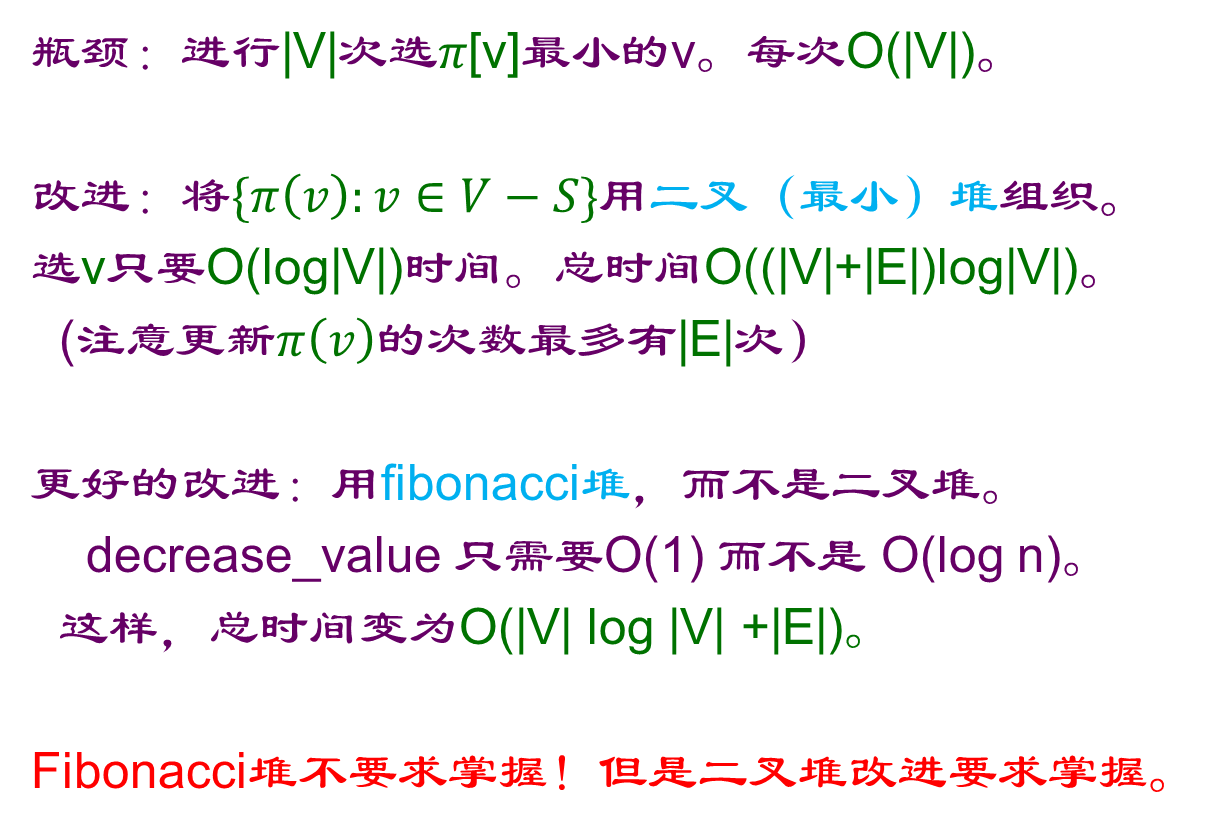 瓶颈：进行|V|次选π[v]最小的v。每次O(|V|)。
改进：将{π(v): v ∈ V − S}用二叉（最小）堆组织。
选v只要O(log|V|)时间。总时间O((|V|+|E|)log|V|)。
（注意更新π(v)的次数最多有|E|次）
更好的改进：用fibonacci堆，而不是二叉堆。
decrease_value 只需要O(1) 而不是 O(log n)。
这样，总时间变为O(|V| log |V| +|E|)。
Fibonacci堆不要求掌握！但是二叉堆改进要求掌握。